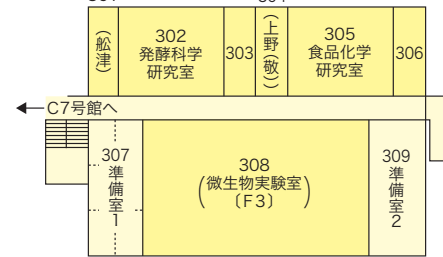 (舩津)
302
発酵科学
研究室
303
(上野(敬))
305
食品化学
研究室
306
C7号館へ
307
準備室1
308
(微生物実験室)
〔F3〕
309
準備室2